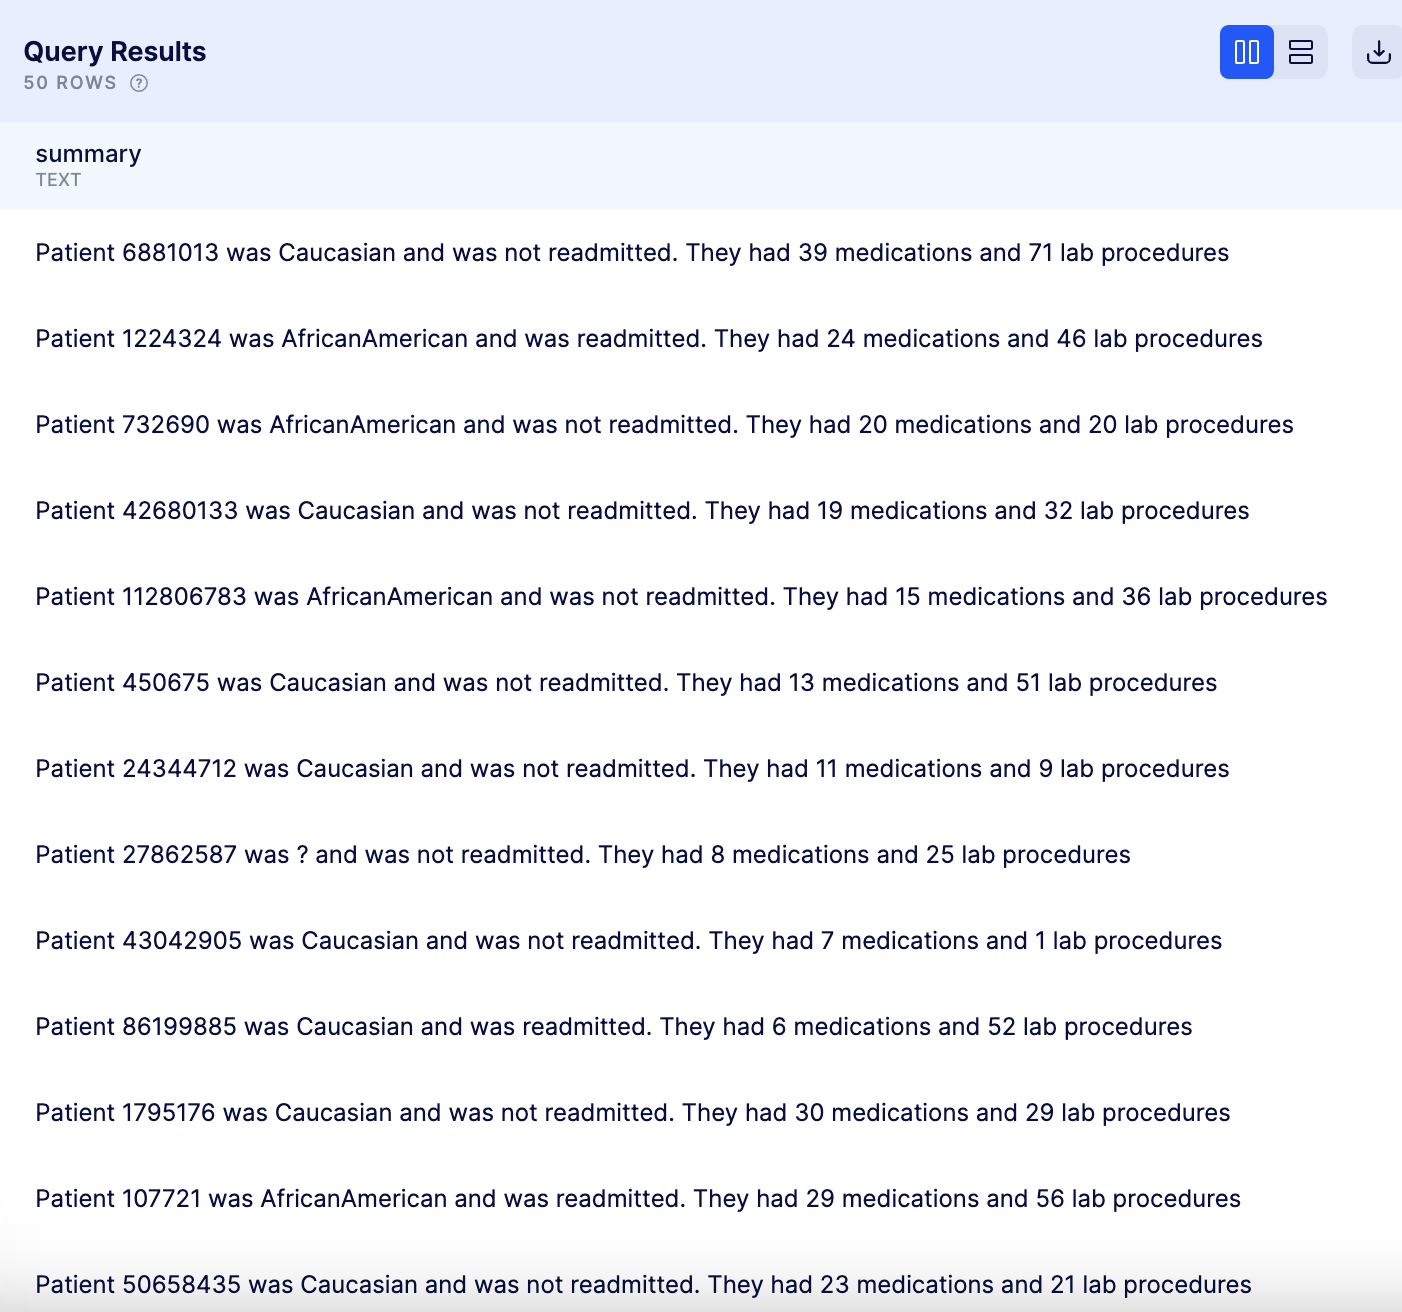 Query Results
50 ROWS ?
summary
TEXT
Patient 6881013 was Caucasian and was not readmitted. They had 39 medications and 71 lab procedures
Patient 1224324 was AfricanAmerican and was readmitted. They had 24 medications and 46 lab procedures
Patient 732690 was AfricanAmerican and was not readmitted. They had 20 medications and 20 lab procedures
Patient 42680133 was Caucasian and was not readmitted. They had 19 medications and 32 lab procedures
Patient 112806783 was AfricanAmerican and was not readmitted. They had 15 medications and 36 lab procedures
Patient 450675 was Caucasian and was not readmitted. They had 13 medications and 51 lab procedures
Patient 24344712 was Caucasian and was not readmitted. They had 11 medications and 9 lab procedures
Patient 27862587 was ? and was not readmitted. They had 8 medications and 25 lab procedures
Patient 43042905 was Caucasian and was not readmitted. They had 7 medications and 1 lab procedures
Patient 86199885 was Caucasian and was readmitted. They had 6 medications and 52 lab procedures
Patient 1795176 was Caucasian and was not readmitted. They had 30 medications and 29 lab procedures
Patient 107721 was AfricanAmerican and was readmitted. They had 29 medications and 56 lab procedures
Patient 50658435 was Caucasian and was not readmitted. They had 23 medications and 21 lab procedures